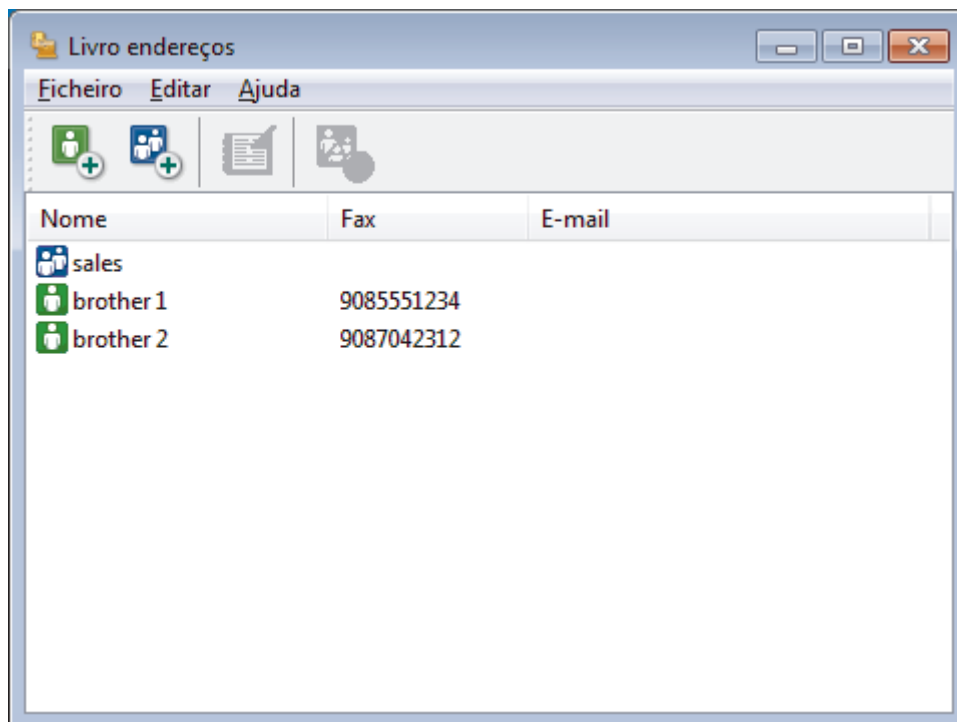 Livro endereços
Ficheiro Editar Ajuda
Nome Fax E-mail
sales
brother 1 9085551234
brother 2 9087042312